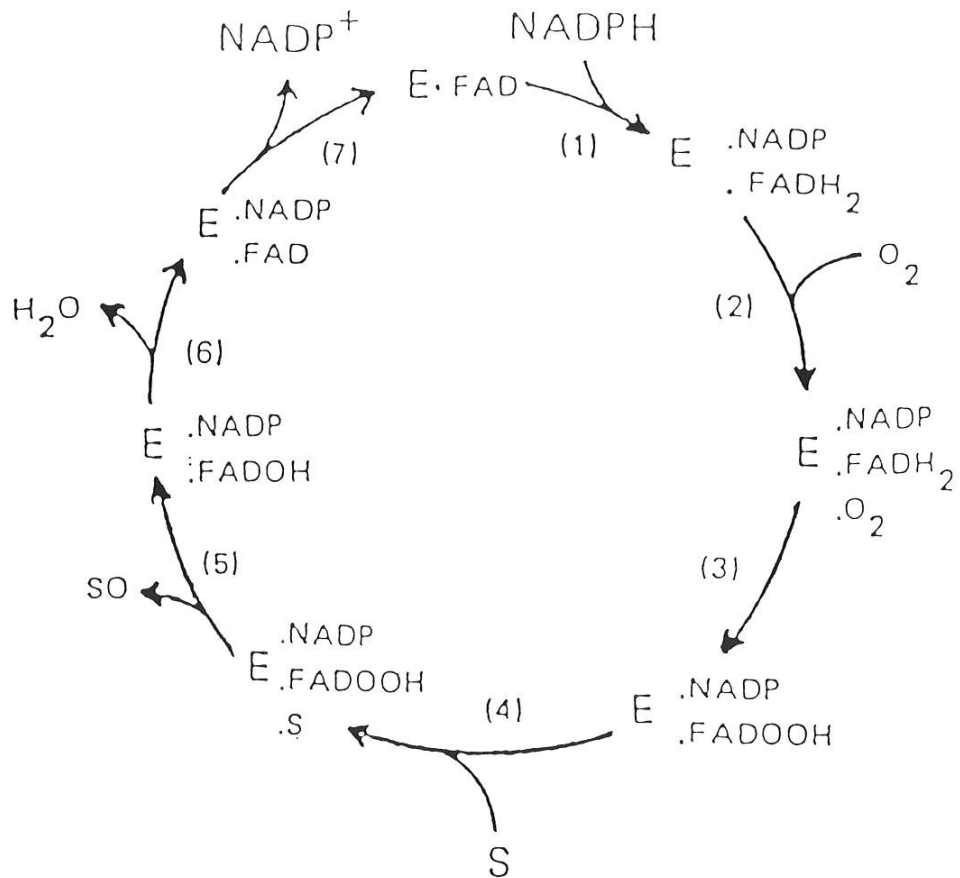 NADP⁺
NADPH
E·FAD
(1)
E .NADP
.FADH₂
(2)
O₂
E .NADP
.FADH₂
.O₂
(3)
E .NADP
.FADOOH
(4)
S
E .NADP
.FADOOH
.S
(5)
SO
E .NADP
.FADOH
(6)
H₂O
E .NADP
.FAD
(7)